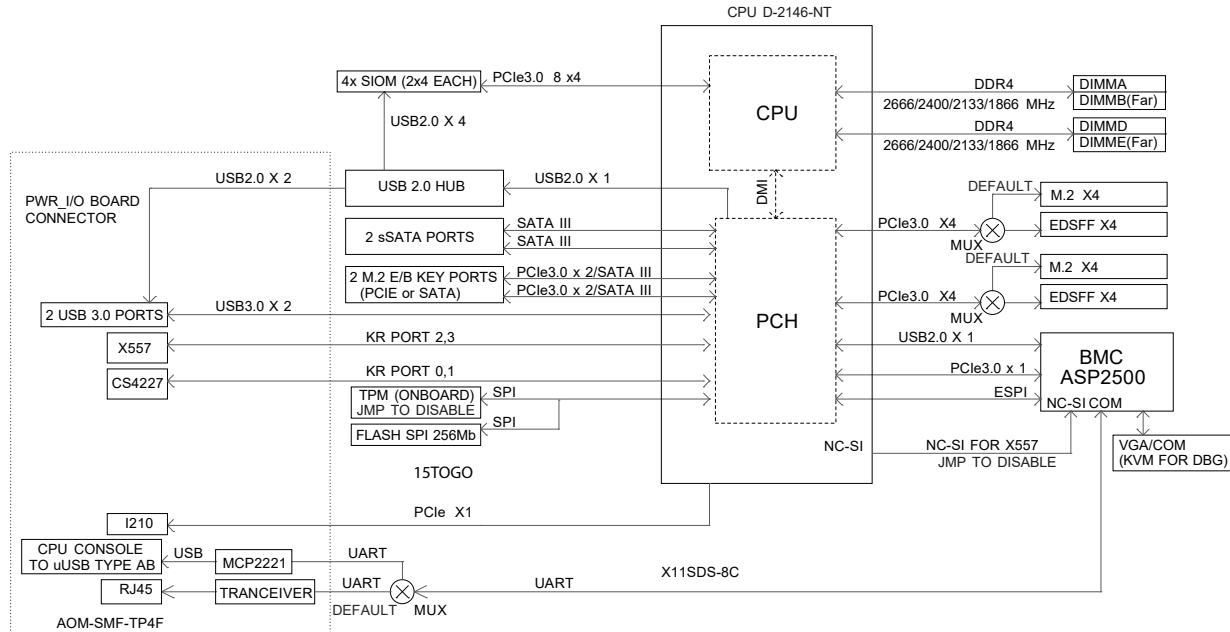 CPU D-2146-NT
4x SIOM (2x4 EACH)
PCIe3.0 8 x4
CPU
DDR4
2666/2400/2133/1866 MHz
DIMMA
DIMMB(Far)
DDR4
2666/2400/2133/1866 MHz
DIMMD
DIMME(Far)
USB2.0 X 4
DMI
PWR_I/O BOARD
CONNECTOR
USB2.0 X 2
USB 2.0 HUB
USB2.0 X 1
2 sSATA PORTS
SATA III
SATA III
2 M.2 E/B KEY PORTS
(PCIE or SATA)
PCIe3.0 x 2/SATA III
PCIe3.0 x 2/SATA III
PCH
PCIe3.0 X4
MUX
DEFAULT
M.2 X4
EDSFF X4
PCIe3.0 X4
MUX
DEFAULT
M.2 X4
EDSFF X4
2 USB 3.0 PORTS
USB3.0 X 2
X557
KR PORT 2,3
CS4227
KR PORT 0,1
TPM (ONBOARD)
JMP TO DISABLE
SPI
FLASH SPI 256Mb
SPI
USB2.0 X 1
PCIe3.0 x 1
ESPI
BMC
ASP2500
NC-SI COM
NC-SI
NC-SI FOR X557
JMP TO DISABLE
VGA/COM
(KVM FOR DBG)
15TOGO
I210
PCIe X1
CPU CONSOLE
TO uUSB TYPE AB
USB
MCP2221
UART
RJ45
TRANCEIVER
UART
DEFAULT
MUX
UART
X11SDS-8C
AOM-SMF-TP4F